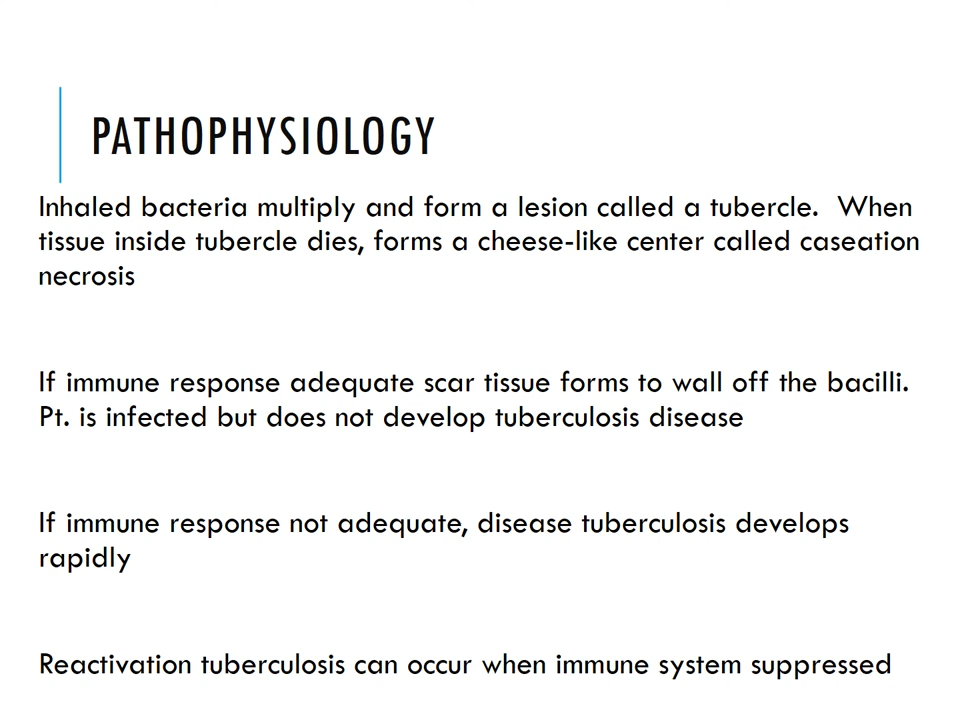 PATHOPHYSIOLOGY
Inhaled bacteria multiply and form a lesion called a tubercle.  When
tissue inside tubercle dies, forms a cheese-like center called caseation
necrosis
If immune response adequate scar tissue forms to wall off the bacilli.
Pt. is infected but does not develop tuberculosis disease
If immune response not adequate, disease tuberculosis develops
rapidly
Reactivation tuberculosis can occur when immune system suppressed